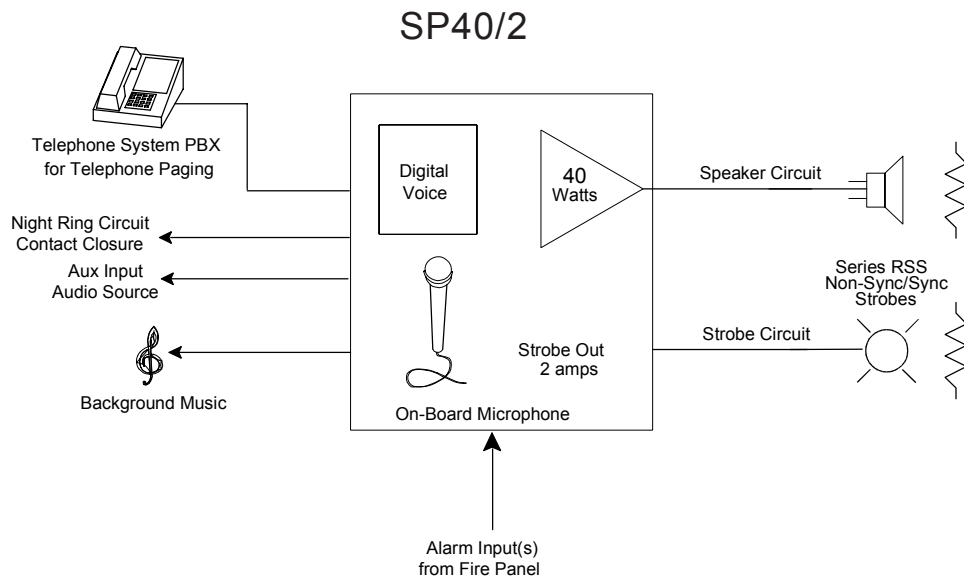 SP40/2
Telephone System PBX
for Telephone Paging
Night Ring Circuit
Contact Closure
Aux Input
Audio Source
Background Music
Digital
Voice
40
Watts
On-Board Microphone
Strobe Out
2 amps
Speaker Circuit
Series RSS
Non-Sync/Sync
Strobes
Strobe Circuit
Alarm Input(s)
from Fire Panel